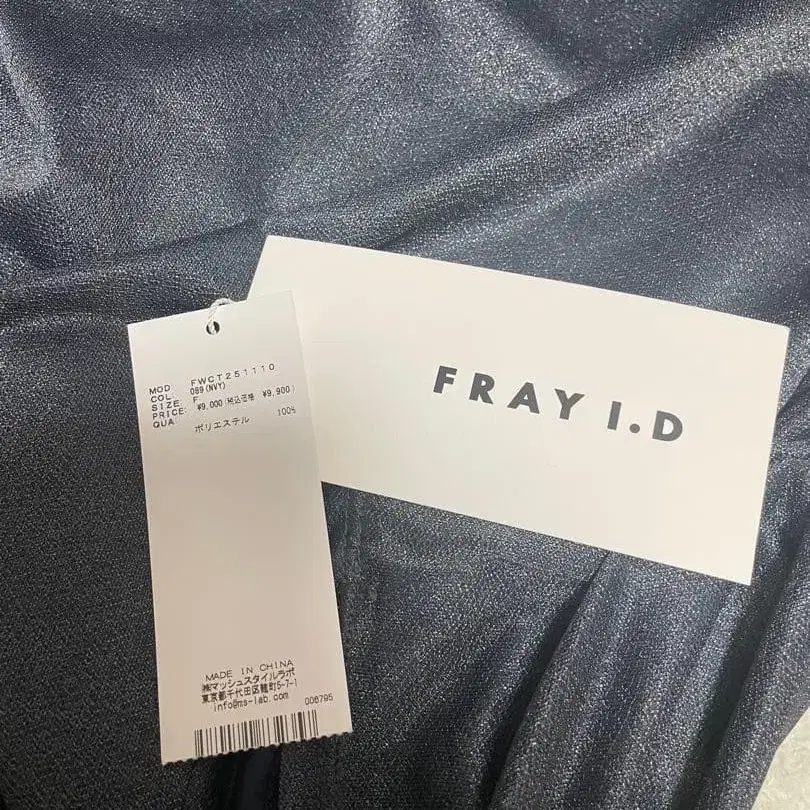 MOD FWCT251110
COL. 089(NVY)
SIZE: F
PRICE: ¥9,000(税込価格 ¥9,900)
QUA ポリエステル 100%
FRAY I.D
MADE IN CHINA
㈱マッシュスタイルラボ
東京都千代田区麹町5-7-1
info@ms-lab.com
006795